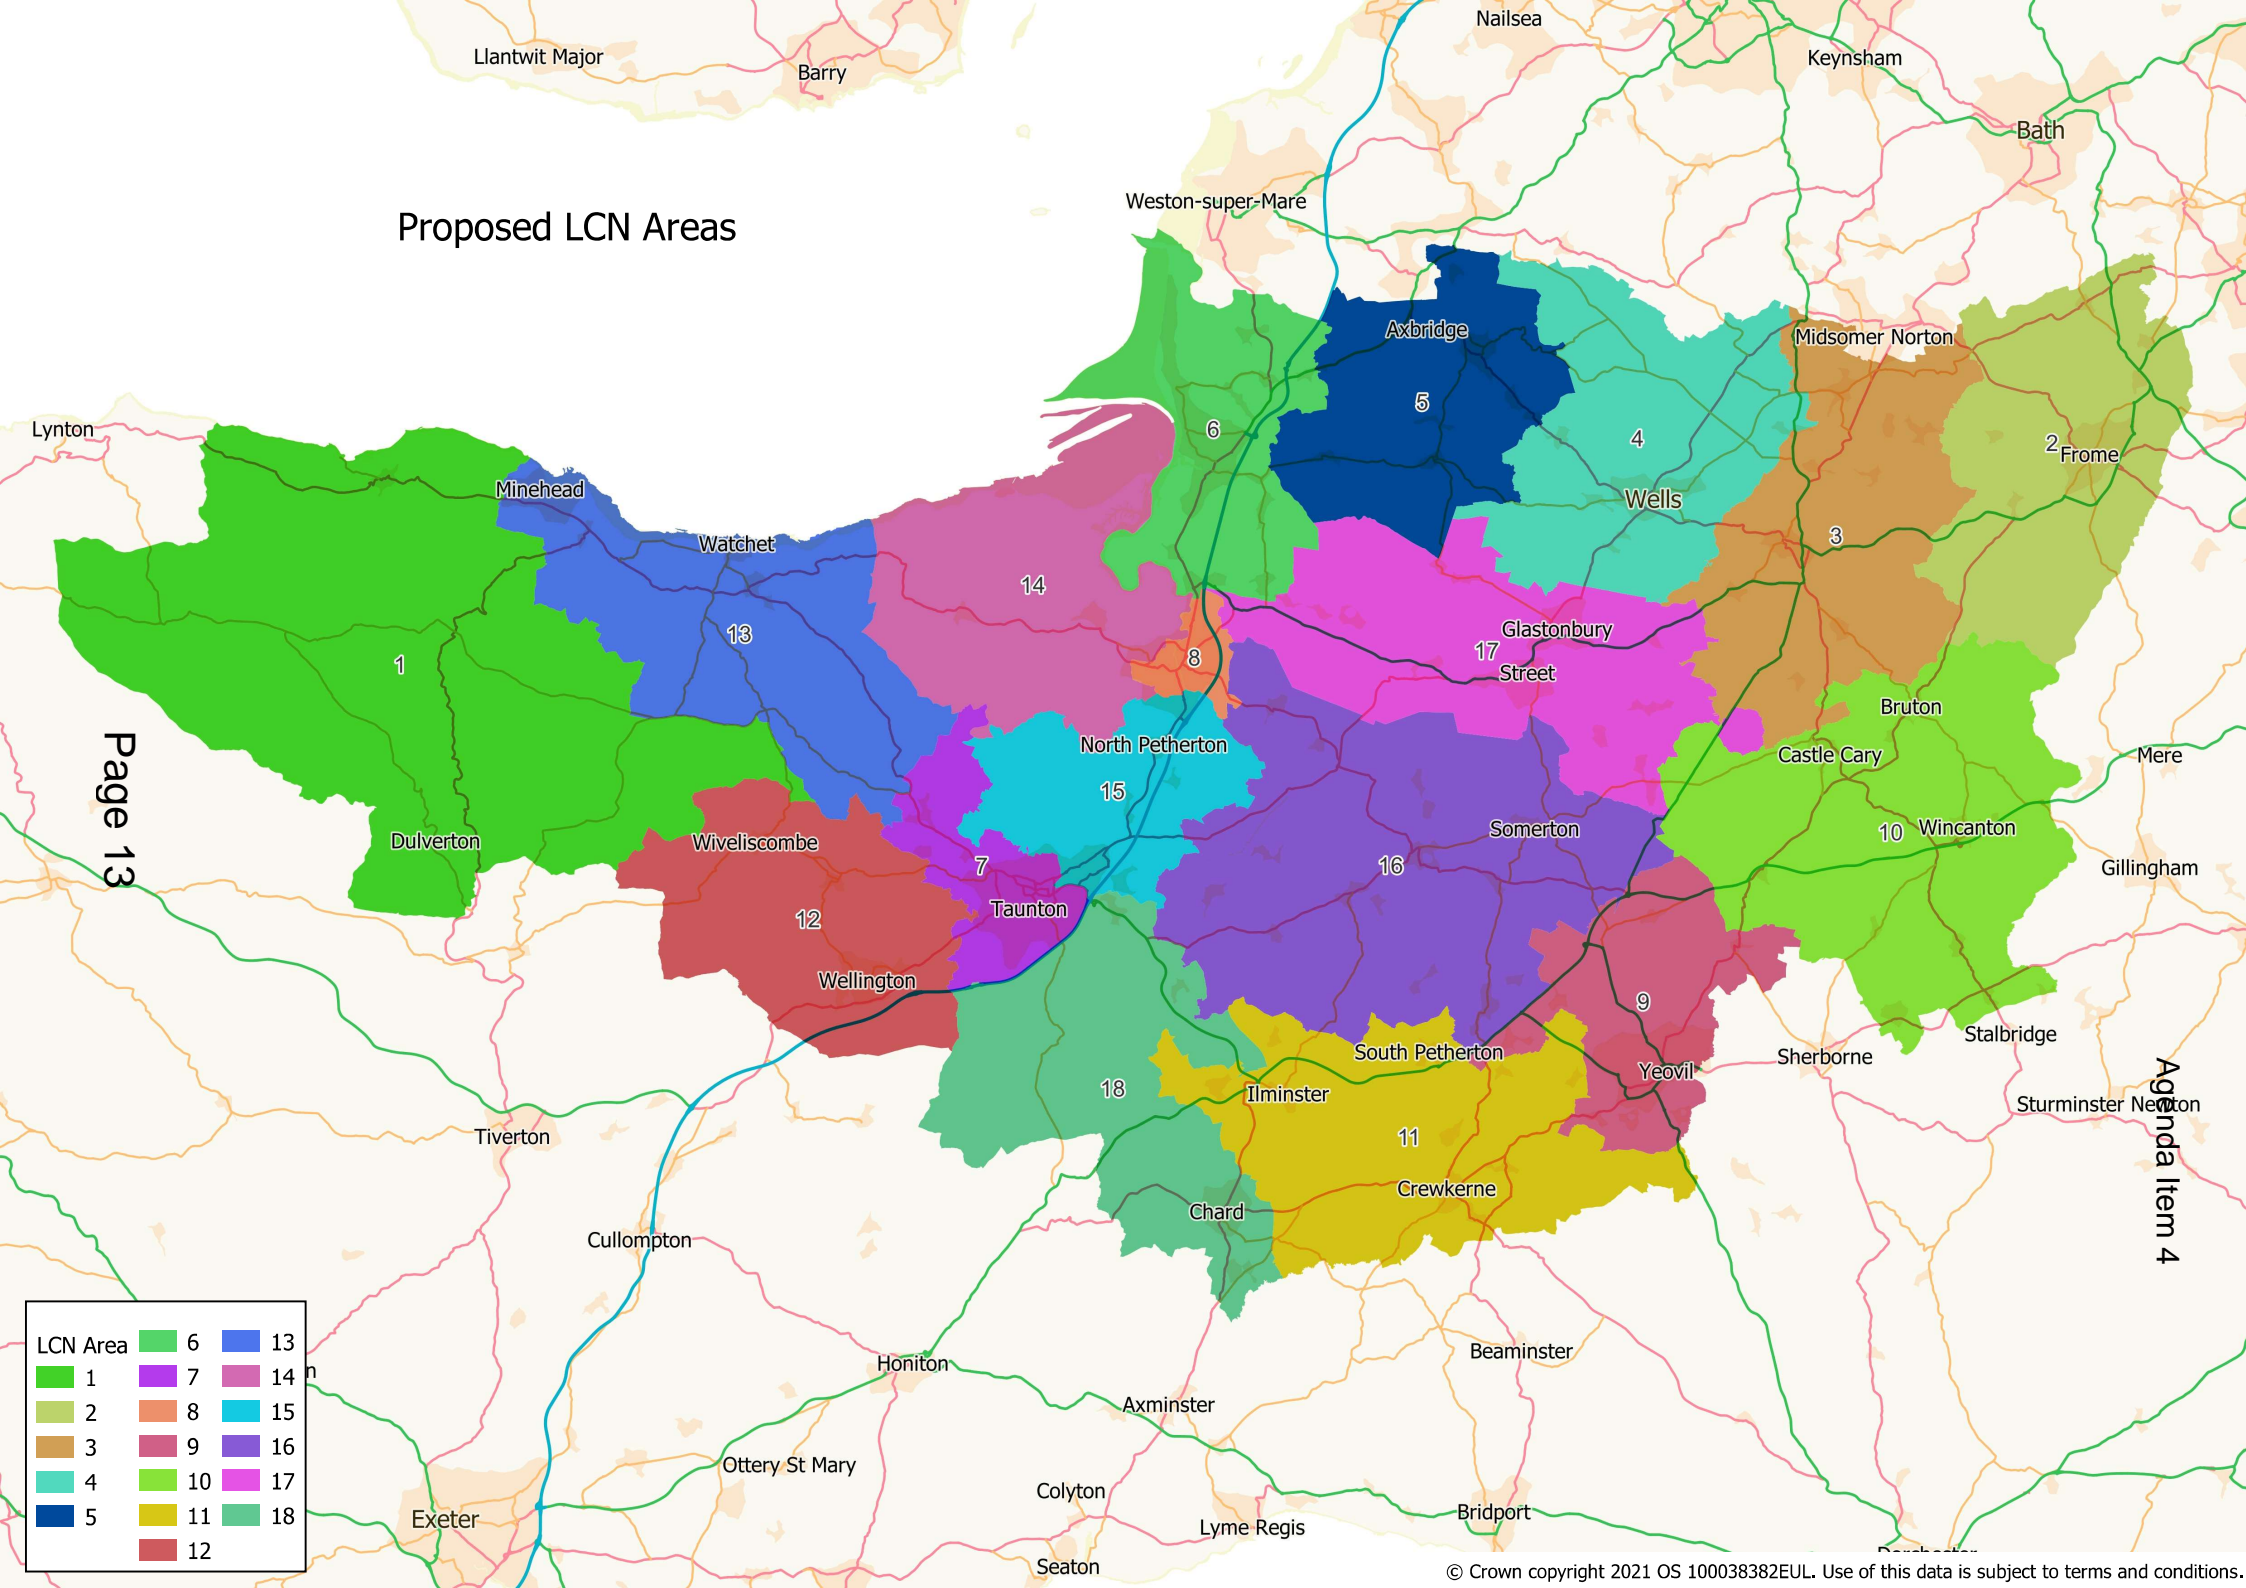 Nailsea
Llantwit Major
Keynsham
Barry
Bath
Weston-super-Mare
Proposed LCN Areas
Axbridge
Midsomer Norton
5
Lynton
6
4
2
Frome
Minehead
Wells
3
Watchet
14
13
Glastonbury
17
8
1
Street
Bruton
North Petherton
Castle Cary
Mere
15
Page 13
Somerton
Wincanton
10
Dulverton
Wiveliscombe
7
16
Gillingham
Taunton
12
Wellington
9
Stalbridge
South Petherton
Sherborne
Yeovil
18
Ilminster
Sturminster Newton
Tiverton
11
Agenda Item 4
Crewkerne
Chard
Cullompton
Beaminster
Honiton
Axminster
Ottery St Mary
Colyton
Bridport
Exeter
Lyme Regis
Seaton
LCN Area
1
2
3
4
5
6
7
8
9
10
11
12
13
14
15
16
17
18
n
© Crown copyright 2021 OS 100038382EUL. Use of this data is subject to terms and conditions.